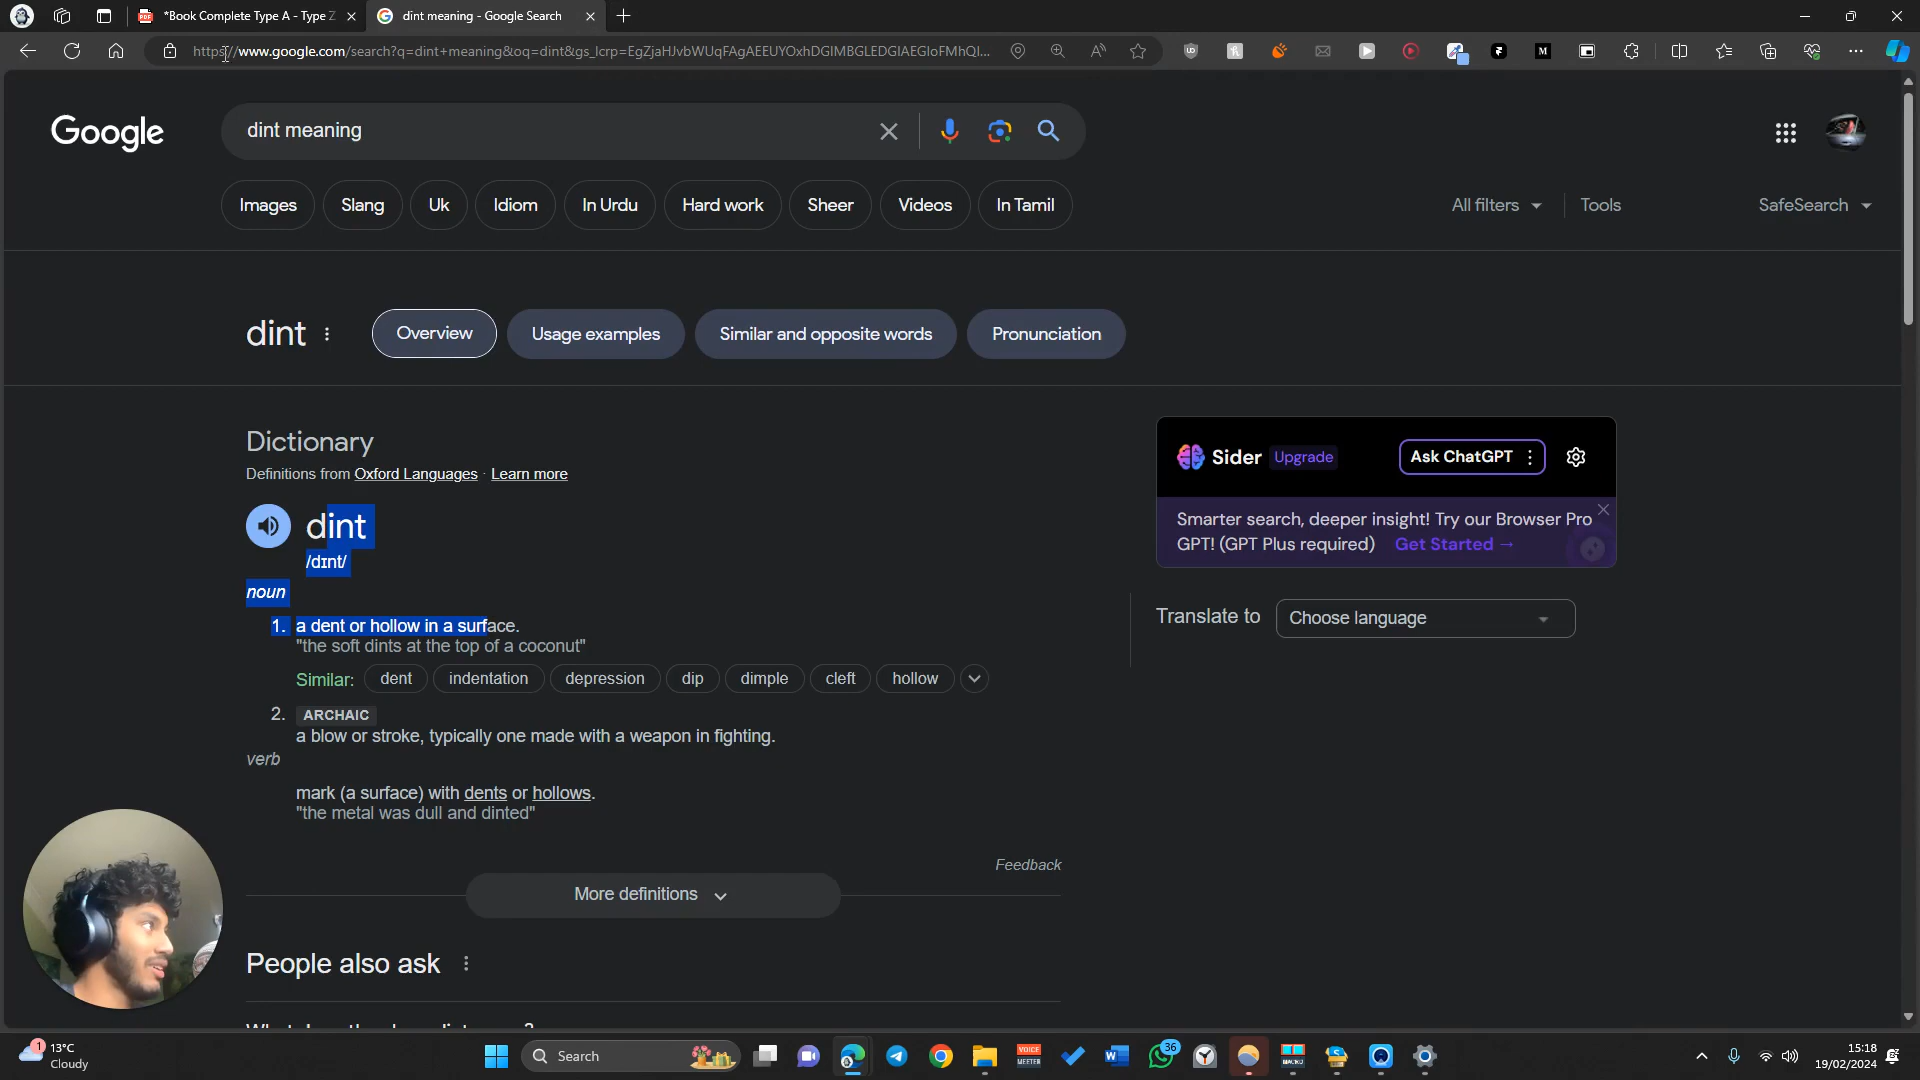 *Book Complete Type A - Type Z
dint meaning - Google Search
https://www.google.com/search?q=dint+meaning&oq=dint&gs_lcrp=EgZjaHJvbWUqFAgAEEUYOxhDGIMBGLEDGIAEGIoFMhQI...
Google
dint meaning
Images
Slang
Uk
Idiom
In Urdu
Hard work
Sheer
Videos
In Tamil
All filters
Tools
SafeSearch
dint
Overview
Usage examples
Similar and opposite words
Pronunciation
Dictionary
Definitions from Oxford Languages · Learn more
dint
/dɪnt/
noun
1. a dent or hollow in a surface.
"the soft dints at the top of a coconut"
Similar: dent indentation depression dip dimple cleft hollow
2. ARCHAIC
a blow or stroke, typically one made with a weapon in fighting.
verb
mark (a surface) with dents or hollows.
"the metal was dull and dinted"
Feedback
More definitions
People also ask
Sider Upgrade
Ask ChatGPT
Smarter search, deeper insight! Try our Browser Pro
GPT! (GPT Plus required) Get Started →
Translate to
Choose language
1
13°C
Cloudy
Search
VOICE
MEETER
36
15:18
19/02/2024